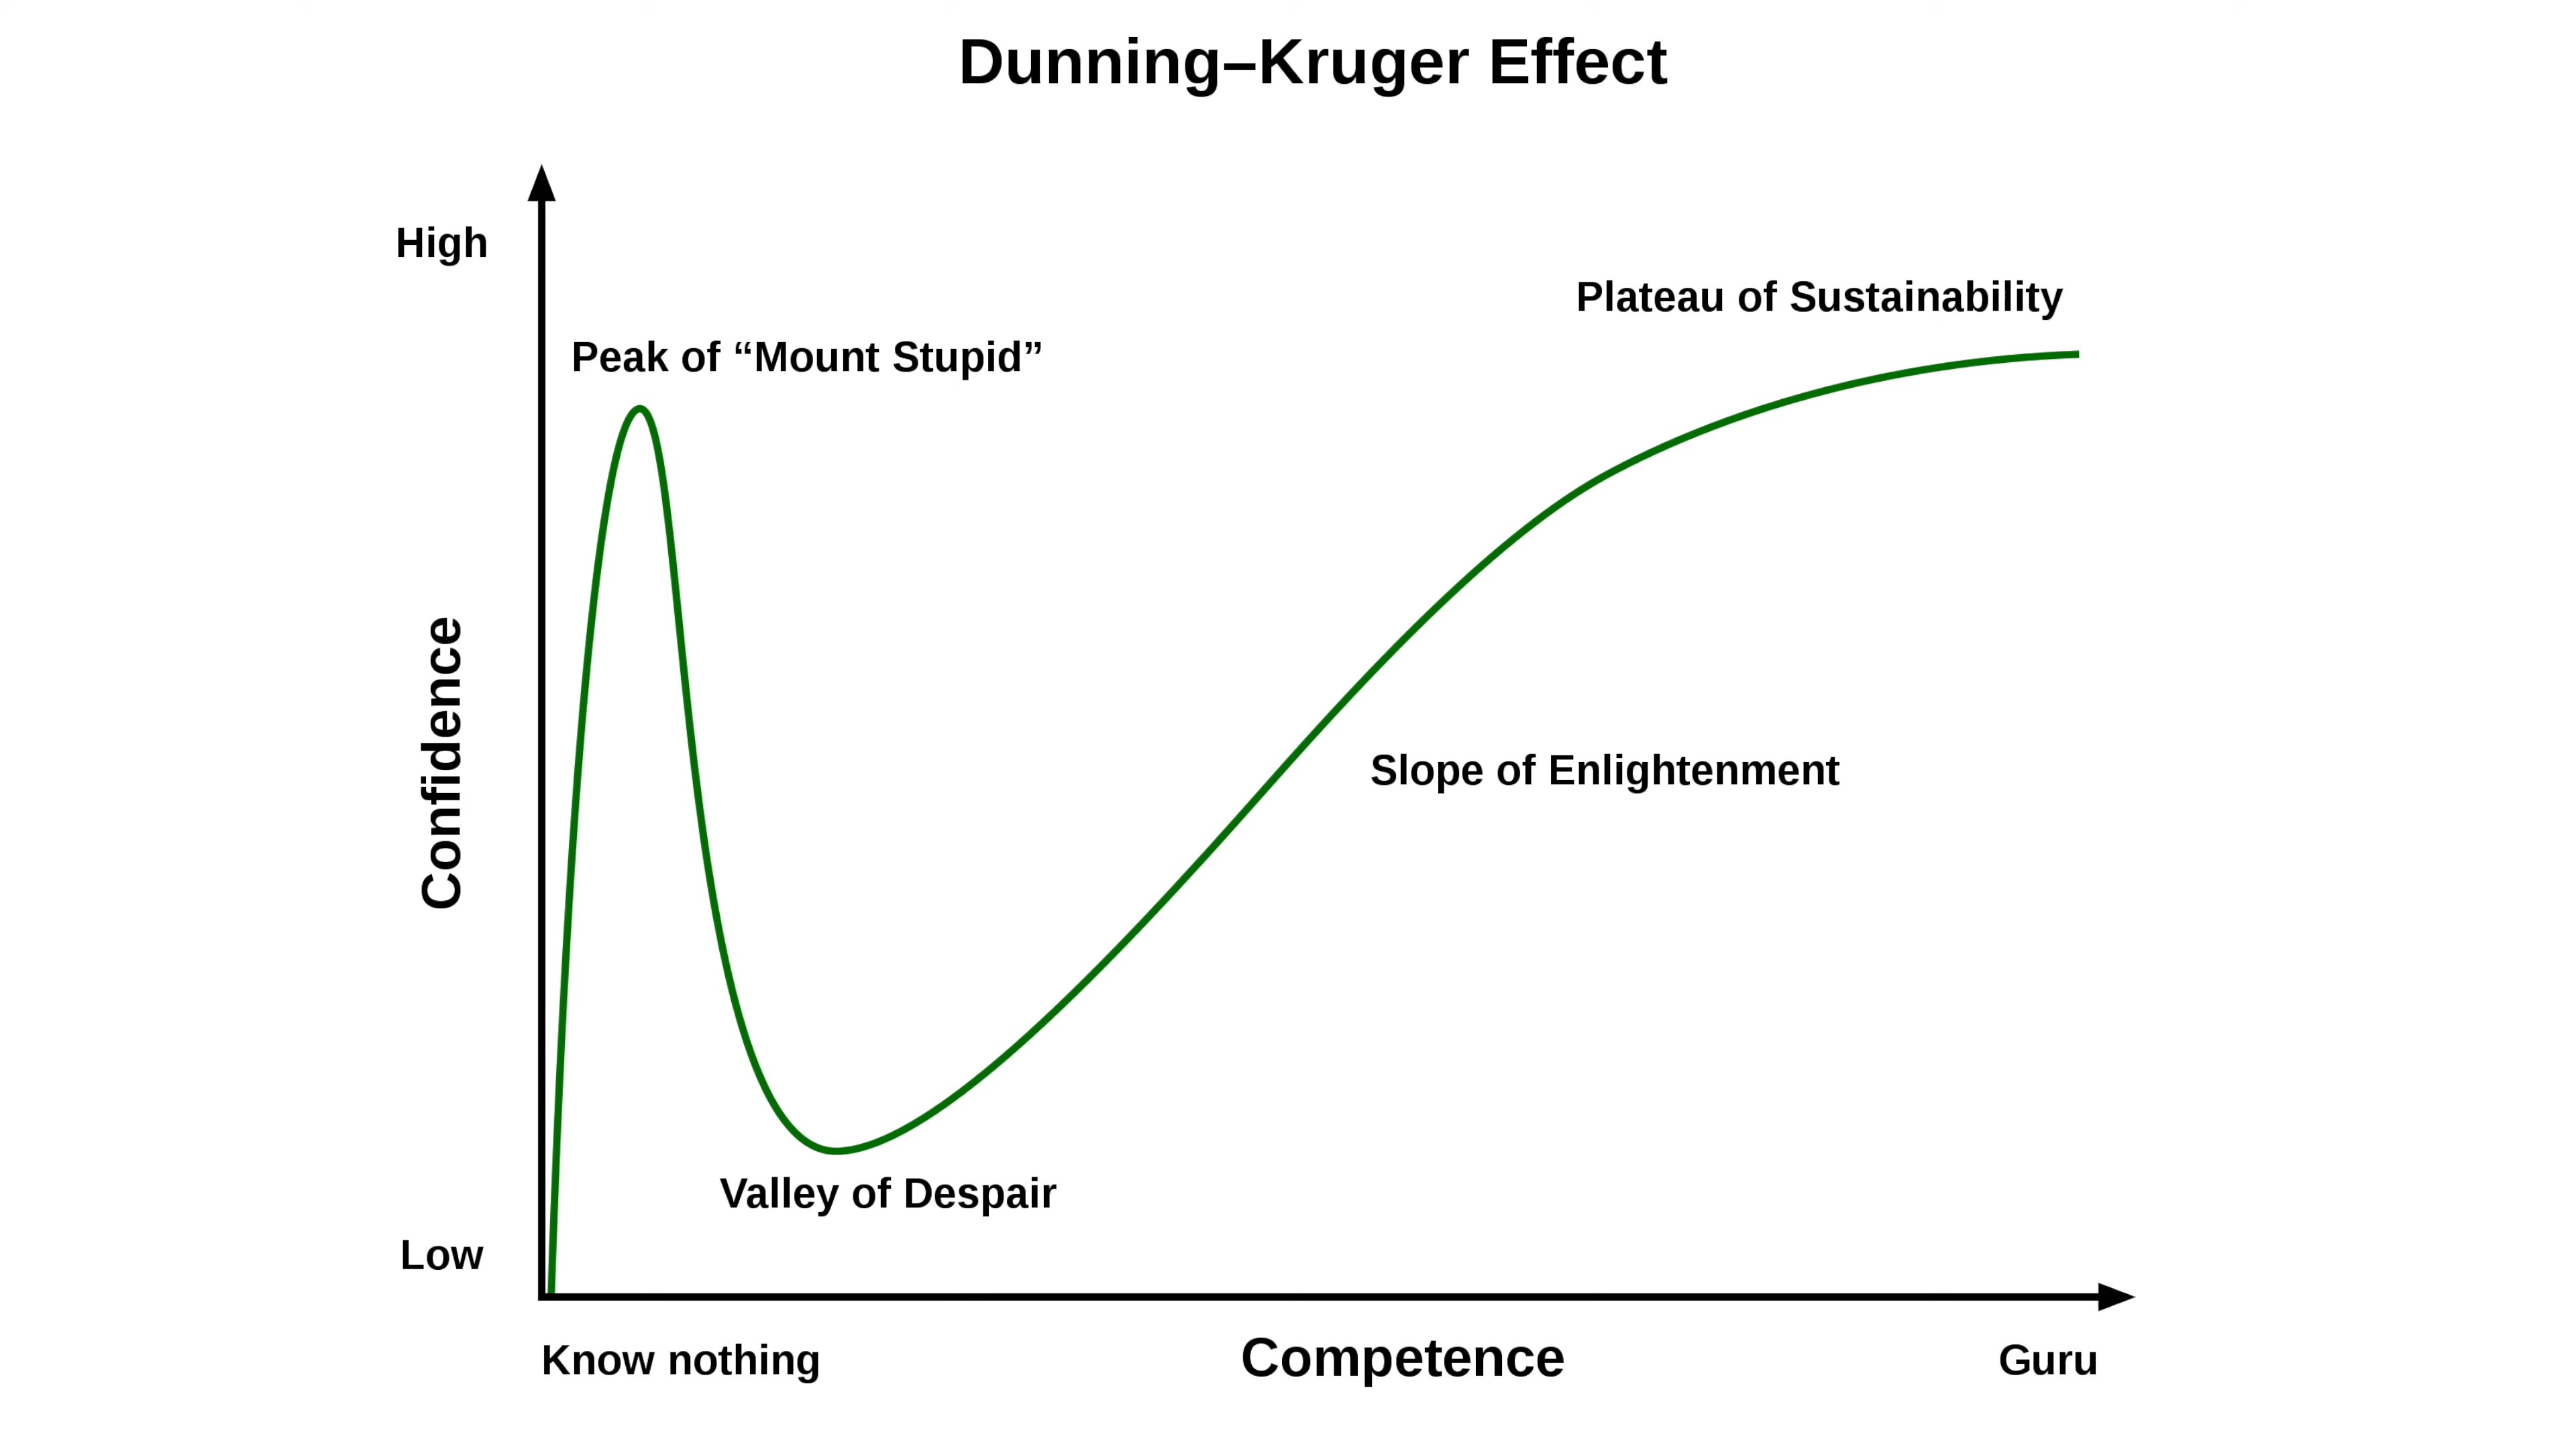 Dunning–Kruger Effect
High
Plateau of Sustainability
Peak of “Mount Stupid”
Confidence
Slope of Enlightenment
Valley of Despair
Low
Know nothing
Competence
Guru